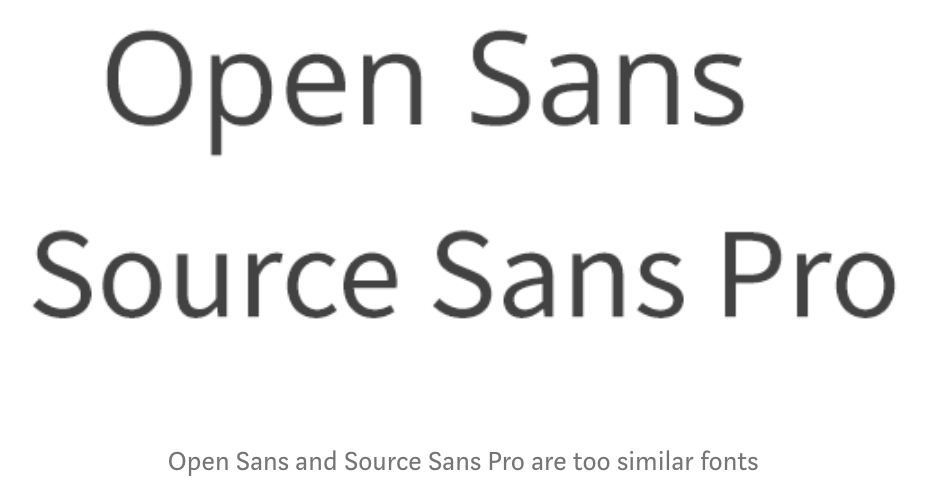 Open Sans
Source Sans Pro
Open Sans and Source Sans Pro are too similar fonts